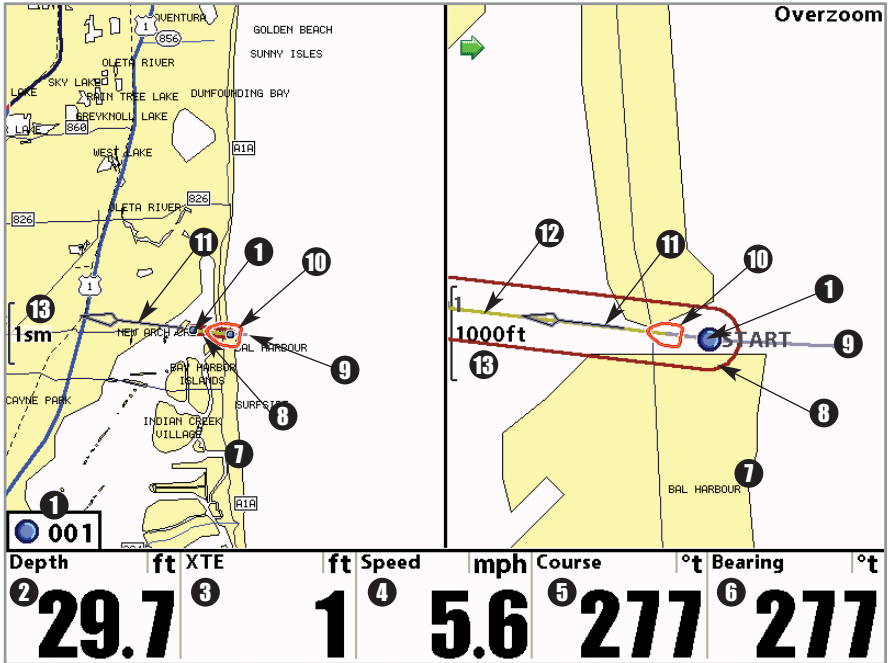 VENTURA
1
856
GOLDEN BEACH
SUNNY ISLES
OLETA RIVER
SKY LAKE
LAKE
RAIN TREE LAKE
DUMFOUNDING BAY
GREYKNOLL LAKE
LAKE
860
A1A
WEST LAKE
826
OLETA RIVER
826
11
1
10
1
13
1sm
NEW ARCH CRE
BAL HARBOUR
9
BAY HARBOR
ISLANDS
8
CAYNE PARK
SURFSIDE
INDIAN CREEK
VILLAGE
7
A1A
1
001
Overzoom
12
11
10
1
1
1000ft
START
9
13
8
7
BAL HARBOUR
Depth ft
2 29.7
XTE ft
3 1
Speed mph
4 5.6
Course °t
5 277
Bearing °t
6 277